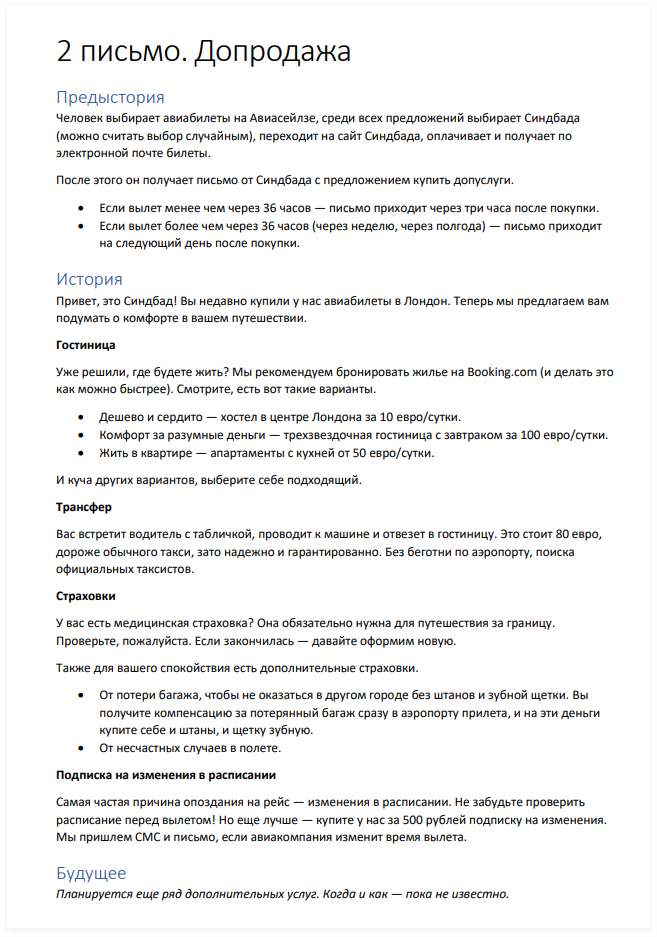 2 письмо. Допродажа
Предыстория
Человек выбирает авиабилеты на Авиасейлзе, среди всех предложений выбирает Синдбада
(можно считать выбор случайным), переходит на сайт Синдбада, оплачивает и получает по
электронной почте билеты.
После этого он получает письмо от Синдбада с предложением купить допуслуги.
• Если вылет менее чем через 36 часов — письмо приходит через три часа после покупки.
• Если вылет более чем через 36 часов (через неделю, через полгода) — письмо приходит
на следующий день после покупки.
История
Привет, это Синдбад! Вы недавно купили у нас авиабилеты в Лондон. Теперь мы предлагаем вам
подумать о комфорте в вашем путешествии.
Гостиница
Уже решили, где будете жить? Мы рекомендуем бронировать жилье на Booking.com (и делать это
как можно быстрее). Смотрите, есть вот такие варианты.
• Дешево и сердито — хостел в центре Лондона за 10 евро/сутки.
• Комфорт за разумные деньги — трехзвездочная гостиница с завтраком за 100 евро/сутки.
• Жить в квартире — апартаменты с кухней от 50 евро/сутки.
И куча других вариантов, выберите себе подходящий.
Трансфер
Вас встретит водитель с табличкой, проводит к машине и отвезет в гостиницу. Это стоит 80 евро,
дороже обычного такси, зато надежно и гарантированно. Без беготни по аэропорту, поиска
официальных таксистов.
Страховки
У вас есть медицинская страховка? Она обязательно нужна для путешествия за границу.
Проверьте, пожалуйста. Если закончилась — давайте оформим новую.
Также для вашего спокойствия есть дополнительные страховки.
• От потери багажа, чтобы не оказаться в другом городе без штанов и зубной щетки. Вы
получите компенсацию за потерянный багаж сразу в аэропорту прилета, и на эти деньги
купите себе и штаны, и щетку зубную.
• От несчастных случаев в полете.
Подписка на изменения в расписании
Самая частая причина опоздания на рейс — изменения в расписании. Не забудьте проверить
расписание перед вылетом! Но еще лучше — купите у нас за 500 рублей подписку на изменения.
Мы пришлем СМС и письмо, если авиакомпания изменит время вылета.
Будущее
Планируется еще ряд дополнительных услуг. Когда и как — пока не известно.